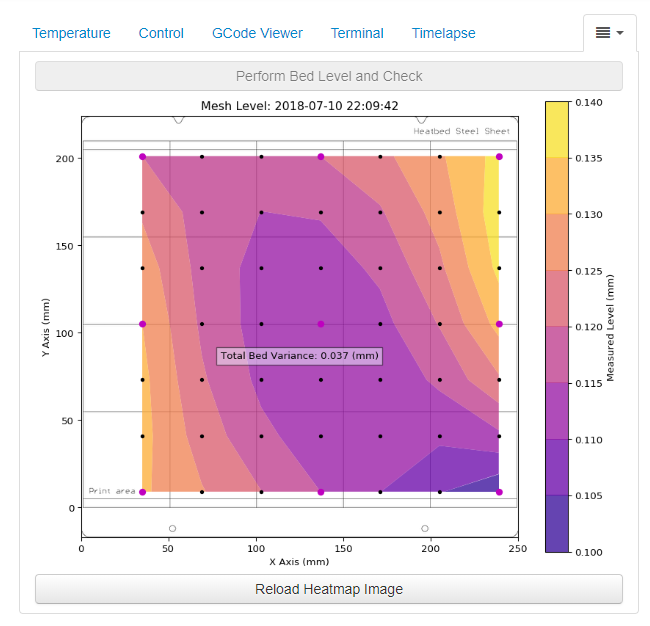 Temperature Control GCode Viewer Terminal Timelapse
Perform Bed Level and Check
Mesh Level: 2018-07-10 22:09:42
Heatbed Steel Sheet
Total Bed Variance: 0.037 (mm)
Print area
200
150
100
50
0
Y Axis (mm)
0 50 100 150 200 250
X Axis (mm)
0.140
0.135
0.130
0.125
0.120
0.115
0.110
0.105
0.100
Measured Level (mm)
Reload Heatmap Image